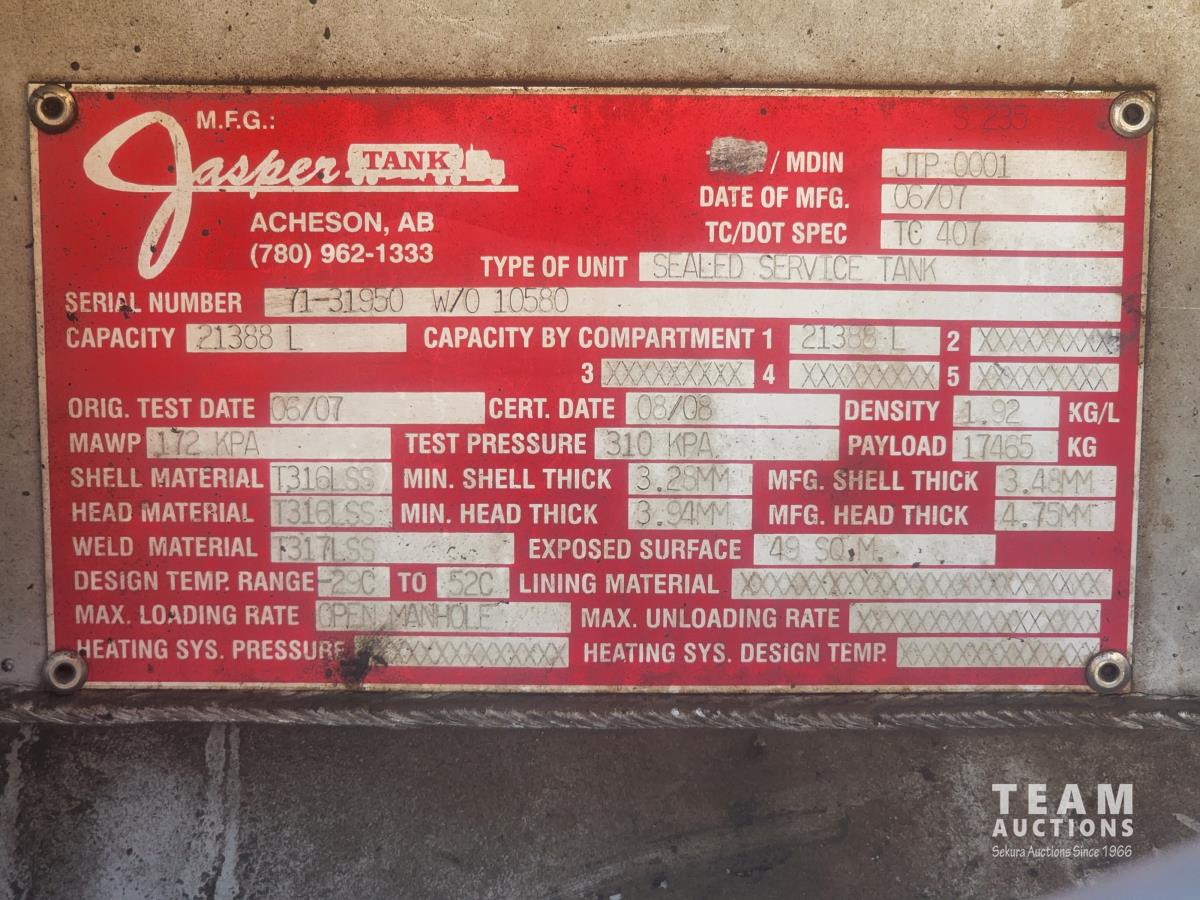 S 235
M.F.G.:
Jasper TANK
ACHESON, AB
(780) 962-1333
/ MDIN JTP 0001
DATE OF MFG. 06/07
TC/DOT SPEC TC 407
TYPE OF UNIT SEALED SERVICE TANK
SERIAL NUMBER 71-31950 W/O 10580
CAPACITY 21388 L CAPACITY BY COMPARTMENT 1 21388 L 2 XXXXXXXXX
3 XXXXXXXXX 4 XXXXXXXXX 5 XXXXXXXXX
ORIG. TEST DATE 06/07 CERT. DATE 08/08 DENSITY 1.92 KG/L
MAWP 172 KPA TEST PRESSURE 310 KPA PAYLOAD 17465 KG
SHELL MATERIAL T316LSS MIN. SHELL THICK 3.28MM MFG. SHELL THICK 3.48MM
HEAD MATERIAL T316LSS MIN. HEAD THICK 3.94MM MFG. HEAD THICK 4.75MM
WELD MATERIAL T317LSS EXPOSED SURFACE 49 SQ.M.
DESIGN TEMP. RANGE -29C TO 52C LINING MATERIAL XXXXXXXXXXXXXXXXXXXXX
MAX. LOADING RATE OPEN MANHOLE MAX. UNLOADING RATE XXXXXXXXXXXXXX
HEATING SYS. PRESSURE XXXXXXXXXXXX HEATING SYS. DESIGN TEMP. XXXXXXXXXXX
TEAM
AUCTIONS
Sekura Auctions Since 1966